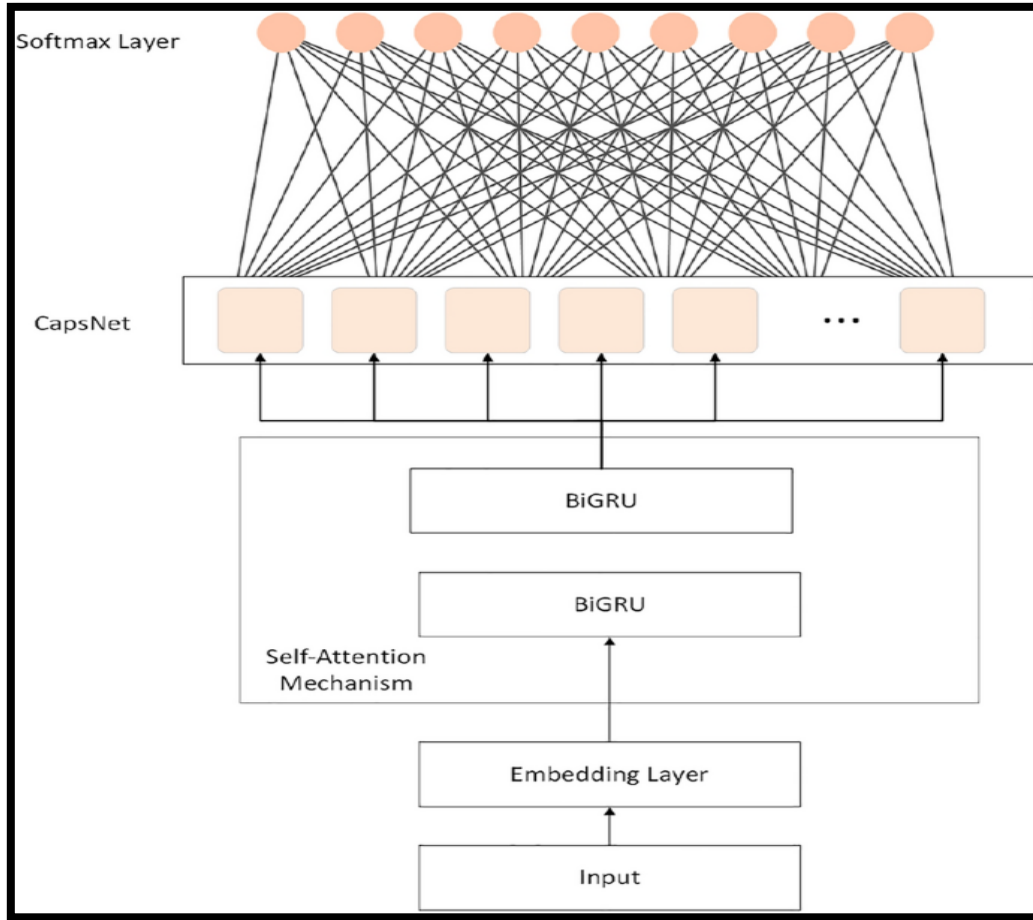 Softmax Layer
CapsNet
...
BiGRU
BiGRU
Self-Attention
Mechanism
Embedding Layer
Input